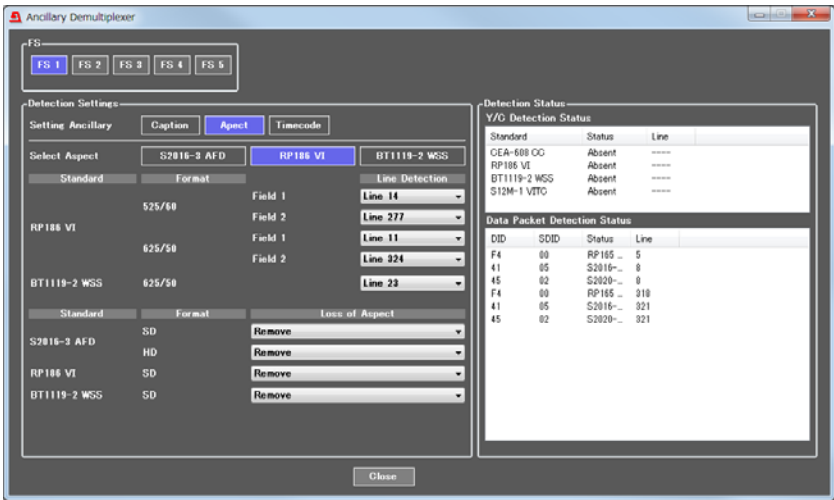 Ancillary Demultiplexer
FS
FS 1 FS 2 FS 3 FS 4 FS 5
Detection Settings
Setting Ancillary Caption Apect Timecode
Select Aspect S2016-3 AFD RP186 VI BT1119-2 WSS
Standard Format Line Detection
RP186 VI 525/60 Field 1 Line 14
Field 2 Line 277
625/50 Field 1 Line 11
Field 2 Line 324
BT1119-2 WSS 625/50 Line 23
Standard Format Loss of Aspect
S2016-3 AFD SD Remove
HD Remove
RP186 VI SD Remove
BT1119-2 WSS SD Remove
Detection Status
Y/C Detection Status
Standard Status Line
CEA-608 CC Absent ----
RP186 VI Absent ----
BT1119-2 WSS Absent ----
S12M-1 VITC Absent ----
Data Packet Detection Status
DID SDID Status Line
F4 00 RP165 ... 5
41 05 S2016-... 8
45 02 S2020-... 8
F4 00 RP165 ... 318
41 05 S2016-... 321
45 02 S2020-... 321
Close